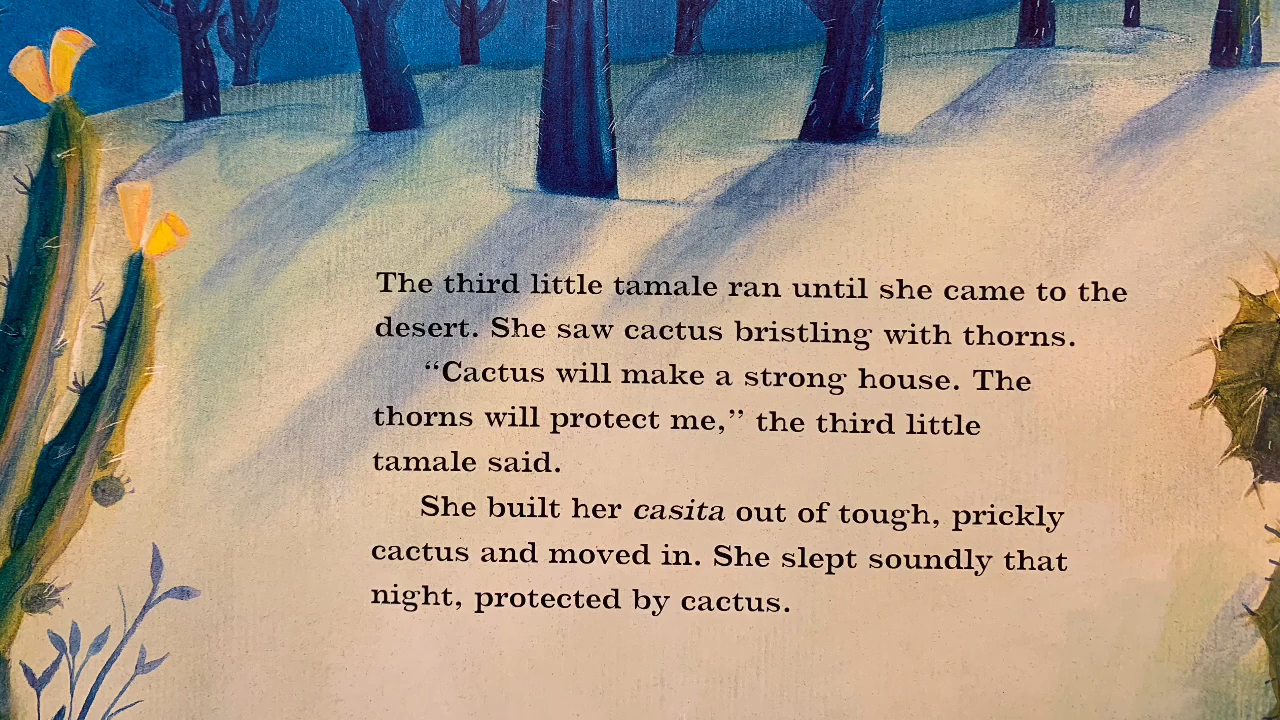 The third little tamale ran until she came to the
desert. She saw cactus bristling with thorns.
“Cactus will make a strong house. The
thorns will protect me,” the third little
tamale said.
She built her casita out of tough, prickly
cactus and moved in. She slept soundly that
night, protected by cactus.